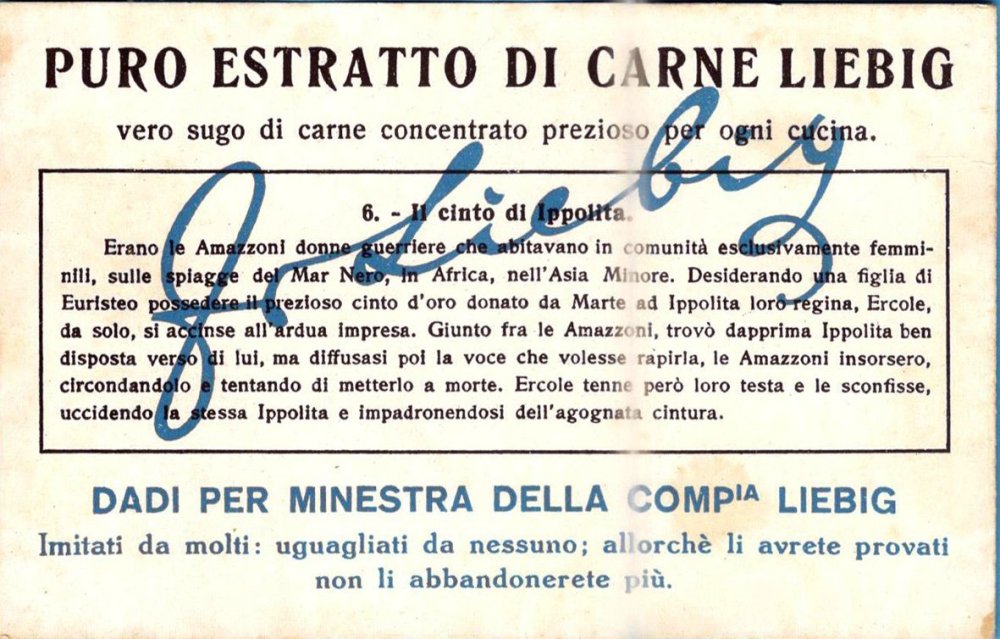 PURO ESTRATTO DI CARNE LIEBIG
vero sugo di carne concentrato prezioso per ogni cucina.
J v Liebig
6. - Il cinto di Ippolita.
Erano le Amazzoni donne guerriere che abitavano in comunità esclusivamente femmi-
nili, sulle spiagge del Mar Nero, in Africa, nell'Asia Minore. Desiderando una figlia di
Euristeo possedere il prezioso cinto d'oro donato da Marte ad Ippolita loro regina, Ercole,
da solo, si accinse all'ardua impresa. Giunto fra le Amazzoni, trovò dapprima Ippolita ben
disposta verso di lui, ma diffusasi poi la voce che volesse rapirla, le Amazzoni insorsero,
circondandolo e tentando di metterlo a morte. Ercole tenne però loro testa e le sconfisse,
uccidendo la stessa Ippolita e impadronendosi dell'agognata cintura.
DADI PER MINESTRA DELLA COMPIA LIEBIG
Imitati da molti: uguagliati da nessuno; allorchè li avrete provati
non li abbandonerete più.